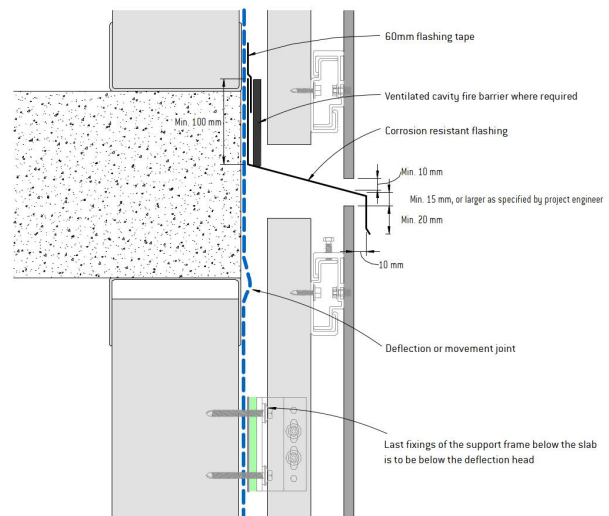 60mm flashing tape
Ventilated cavity fire barrier where required
Min. 100 mm
Corrosion resistant flashing
Min. 10 mm
Min. 15 mm, or larger as specified by project engineer
Min. 20 mm
10 mm
Deflection or movement joint
Last fixings of the support frame below the slab
is to be below the deflection head